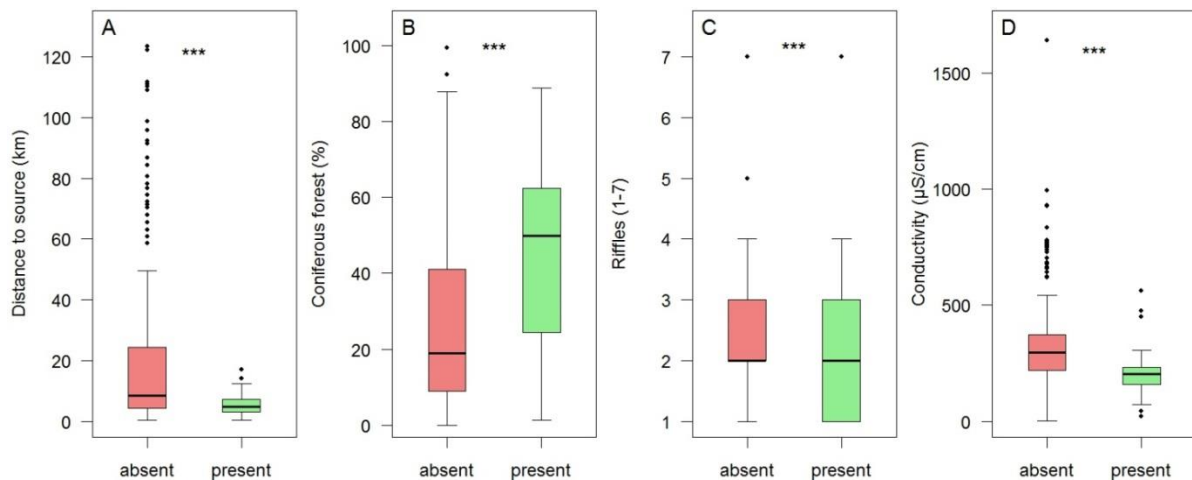 A
***
Distance to source (km)
120
100
80
60
40
20
0
absent present
B
***
Coniferous forest (%)
100
80
60
40
20
0
absent present
C
***
Riffles (1-7)
7
6
5
4
3
2
1
absent present
D
***
Conductivity (µS/cm)
1500
1000
500
0
absent present